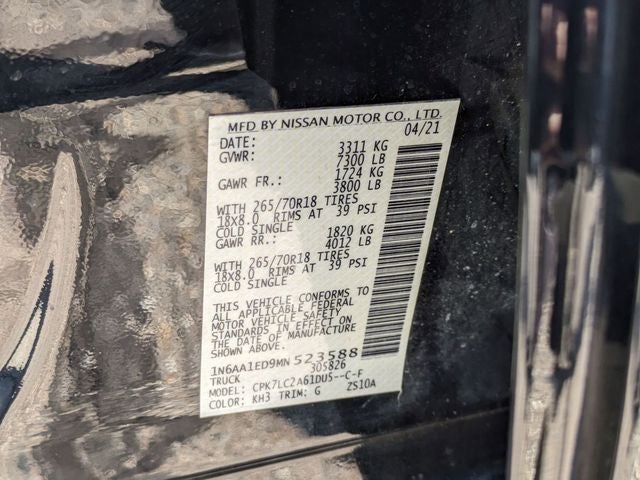 MFD BY NISSAN MOTOR CO., LTD.
DATE: 04/21
GVWR: 3311 KG
7300 LB
GAWR FR.: 1724 KG
3800 LB
WITH 265/70R18 TIRES
18X8.0 RIMS AT 39 PSI
COLD SINGLE
GAWR RR.: 1820 KG
4012 LB
WITH 265/70R18 TIRES
18X8.0 RIMS AT 39 PSI
COLD SINGLE
THIS VEHICLE CONFORMS TO
ALL APPLICABLE FEDERAL
MOTOR VEHICLE SAFETY
STANDARDS IN EFFECT ON
THE DATE OF MANUFACTURE
SHOWN ABOVE.
1N6AA1ED9MN 523588
TRUCK 305826
MODEL: CPK7LC2A61DU5--C-F
COLOR: KH3 TRIM: G ZS10A